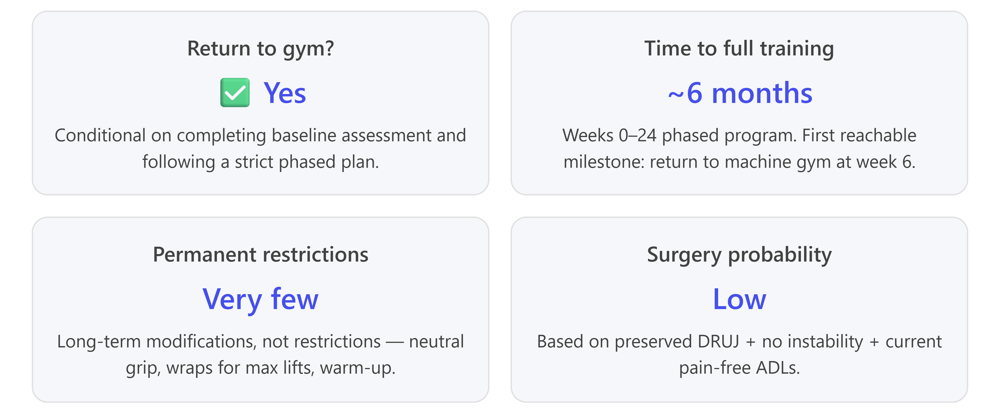 Return to gym?
✅ Yes
Conditional on completing baseline assessment and
following a strict phased plan.
Time to full training
~6 months
Weeks 0–24 phased program. First reachable
milestone: return to machine gym at week 6.
Permanent restrictions
Very few
Long-term modifications, not restrictions — neutral
grip, wraps for max lifts, warm-up.
Surgery probability
Low
Based on preserved DRUJ + no instability + current
pain-free ADLs.